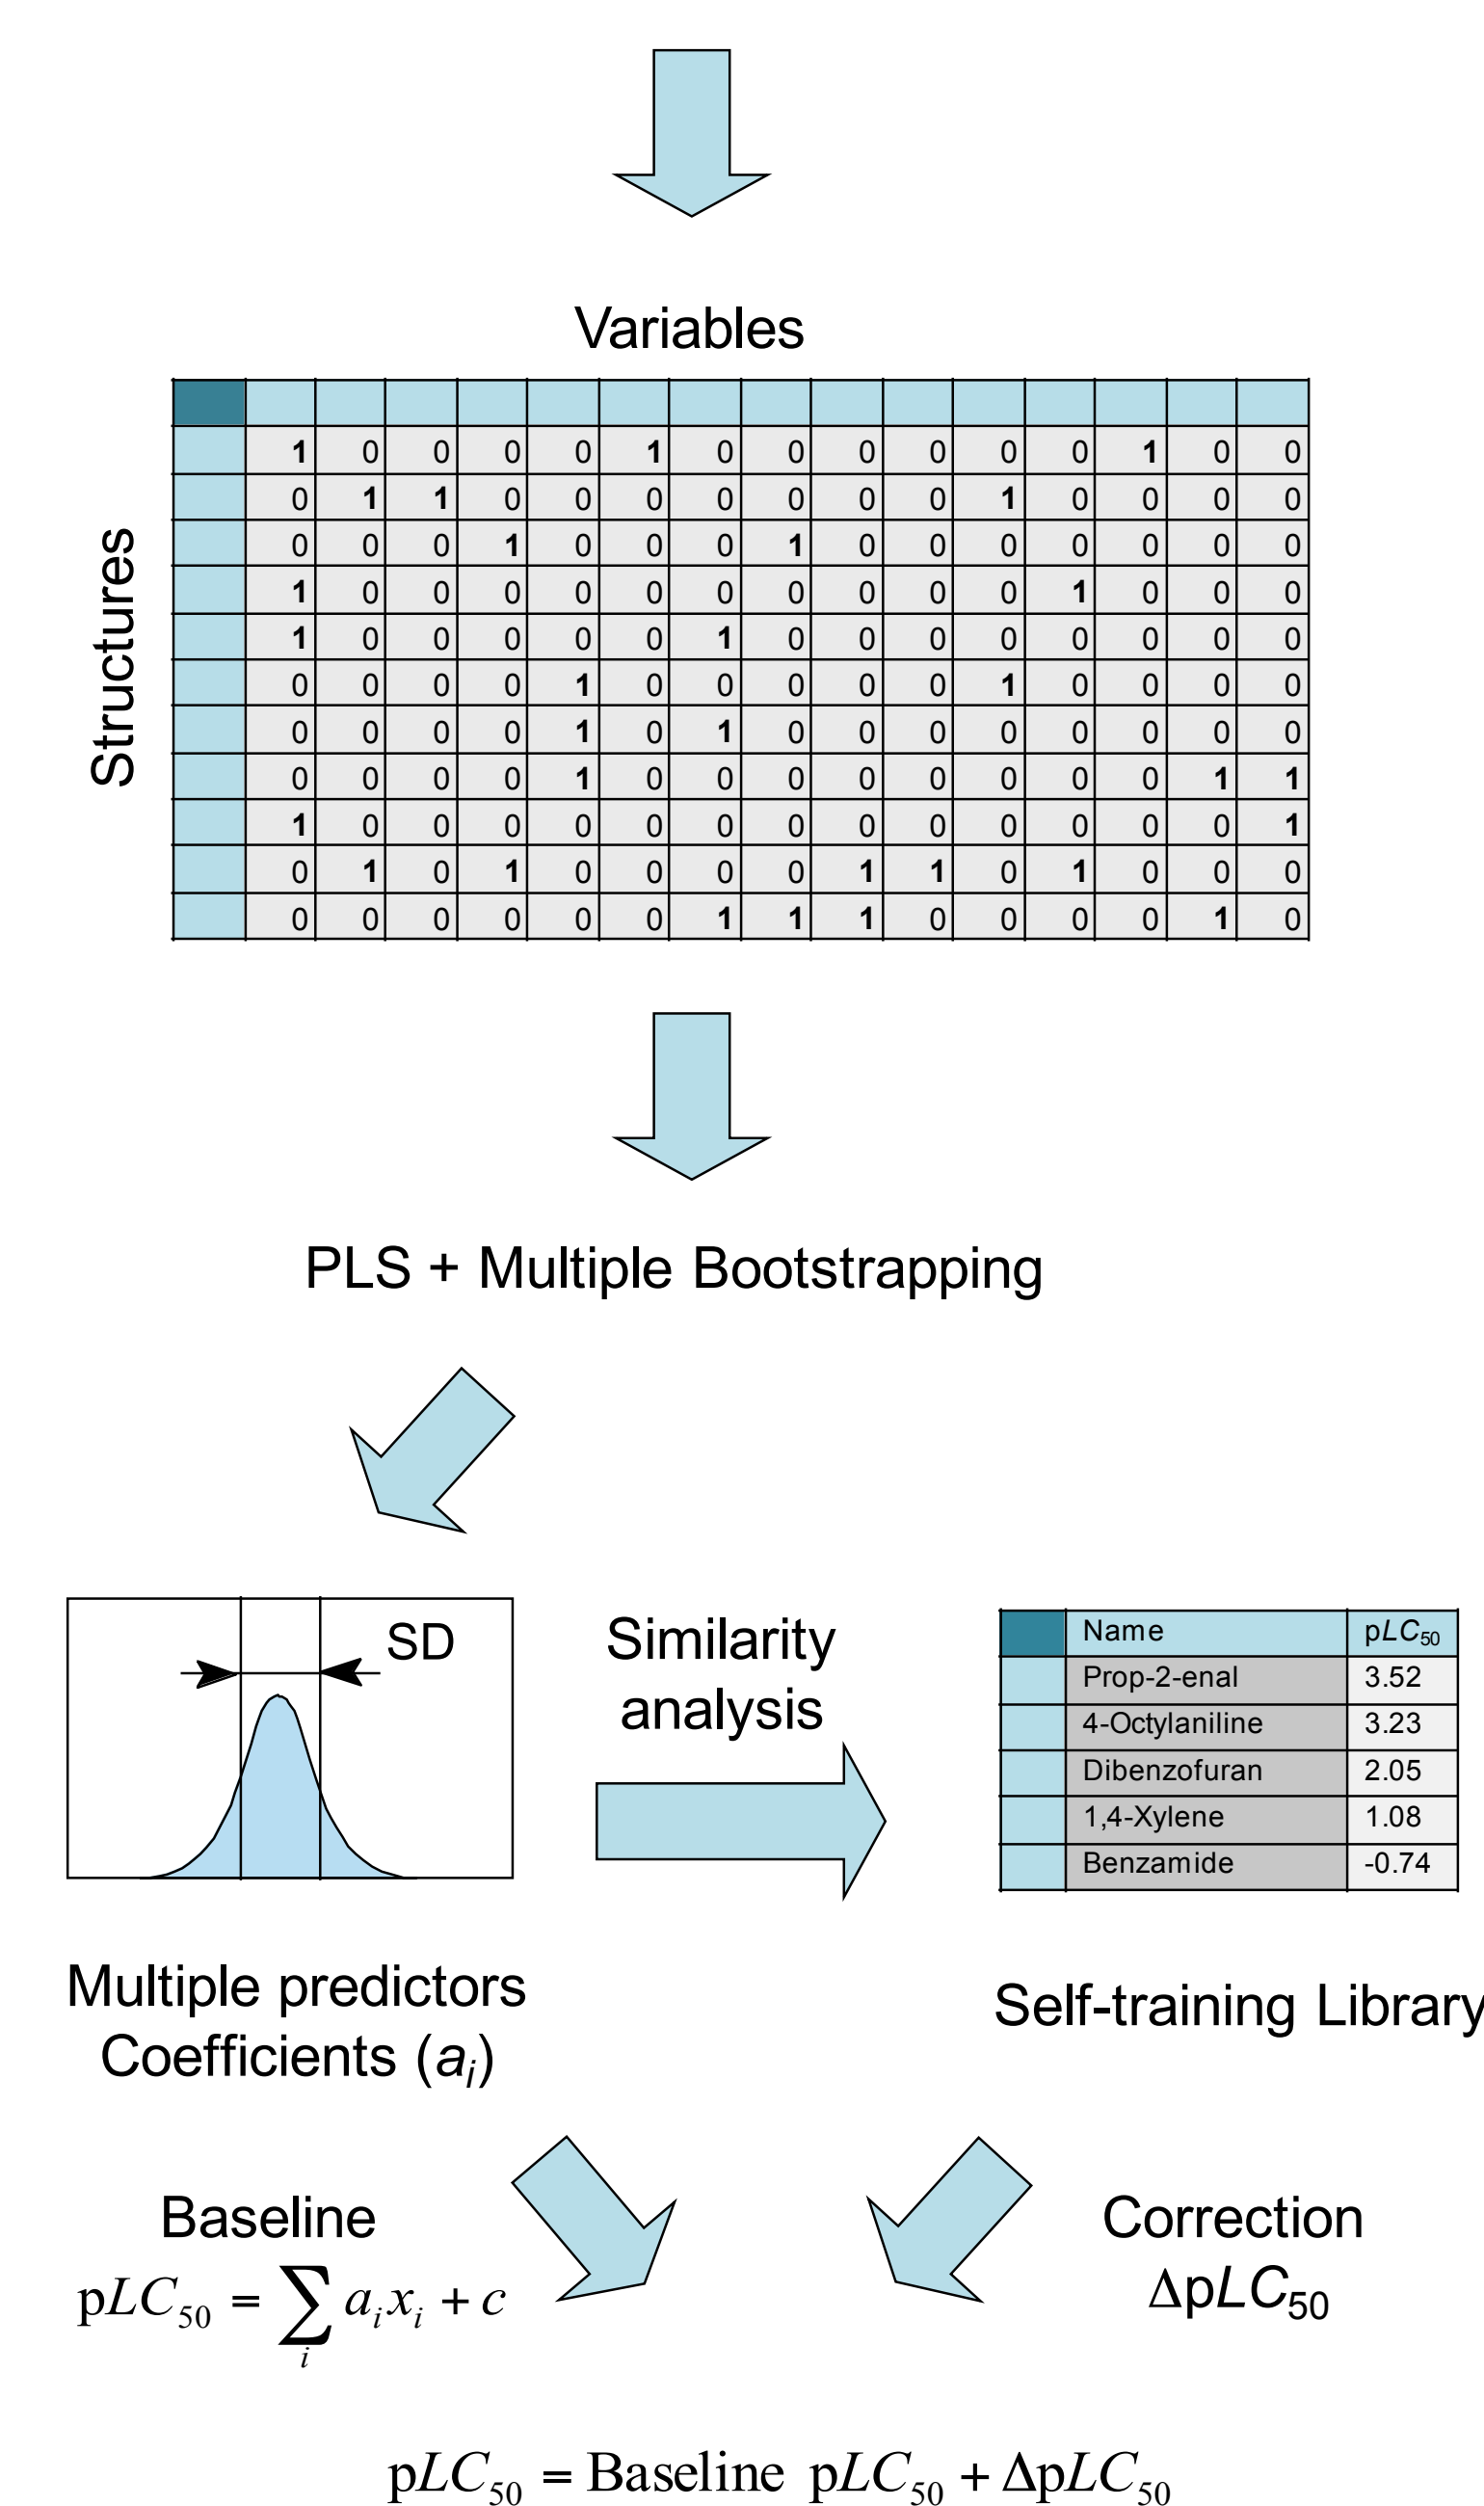 Variables
Structures
1 0 0 0 0 1 0 0 0 0 0 0 1 0 0
0 1 1 0 0 0 0 0 0 0 1 0 0 0 0
0 0 0 1 0 0 0 1 0 0 0 0 0 0 0
1 0 0 0 0 0 0 0 0 0 0 1 0 0 0
1 0 0 0 0 0 1 0 0 0 0 0 0 0 0
0 0 0 0 1 0 0 0 0 0 1 0 0 0 0
0 0 0 0 1 0 1 0 0 0 0 0 0 0 0
0 0 0 0 1 0 0 0 0 0 0 0 0 1 1
1 0 0 0 0 0 0 0 0 0 0 0 0 0 1
0 1 0 1 0 0 0 0 1 1 0 1 0 0 0
0 0 0 0 0 0 1 1 1 0 0 0 0 1 0
PLS + Multiple Bootstrapping
SD
Similarity
analysis
Name pLC₅₀
Prop-2-enal 3.52
4-Octylaniline 3.23
Dibenzofuran 2.05
1,4-Xylene 1.08
Benzamide -0.74
Multiple predictors
Coefficients (aᵢ)
Self-training Library
Baseline
pLC₅₀ = ∑ᵢ aᵢxᵢ + c
Correction
ΔpLC₅₀
pLC₅₀ = Baseline pLC₅₀ + ΔpLC₅₀